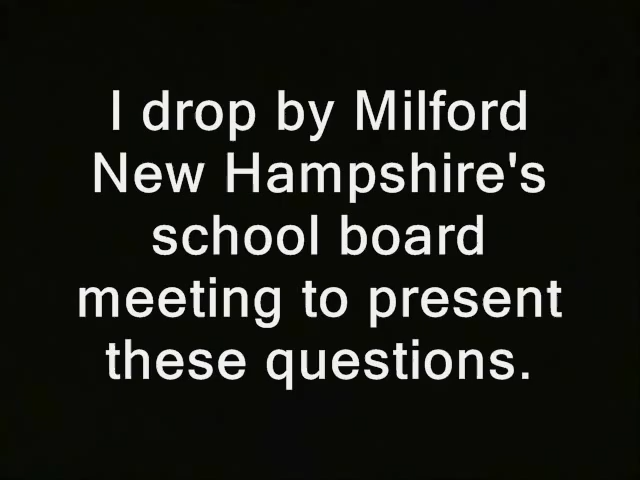 I drop by Milford
New Hampshire's
school board
meeting to present
these questions.